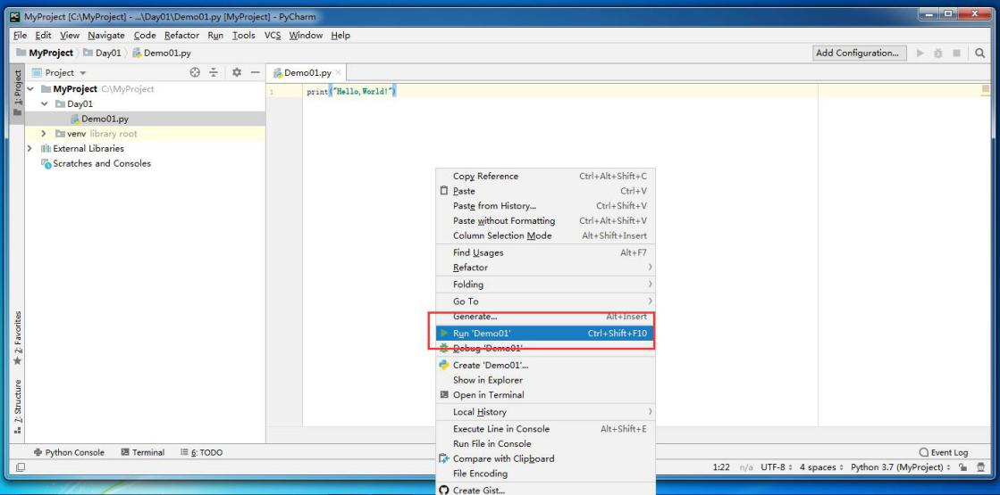 MyProject [C:\MyProject] - ...\Day01\Demo01.py [MyProject] - PyCharm
File Edit View Navigate Code Refactor Run Tools VCS Window Help
MyProject Day01 Demo01.py Add Configuration...
1: Project
Project
Demo01.py
MyProject C:\MyProject
Day01
Demo01.py
venv library root
External Libraries
Scratches and Consoles
1 print("Hello,World!")
Copy Reference Ctrl+Alt+Shift+C
Paste Ctrl+V
Paste from History... Ctrl+Shift+V
Paste without Formatting Ctrl+Alt+Shift+V
Column Selection Mode Alt+Shift+Insert
Find Usages Alt+F7
Refactor
Folding
Go To
Generate... Alt+Insert
Run 'Demo01' Ctrl+Shift+F10
Debug 'Demo01'
Create 'Demo01'...
Show in Explorer
Open in Terminal
Local History
Execute Line in Console Alt+Shift+E
Run File in Console
Compare with Clipboard
File Encoding
Create Gist...
2: Favorites
7: Structure
Python Console Terminal 6: TODO Event Log
1:22 n/a UTF-8 4 spaces Python 3.7 (MyProject)